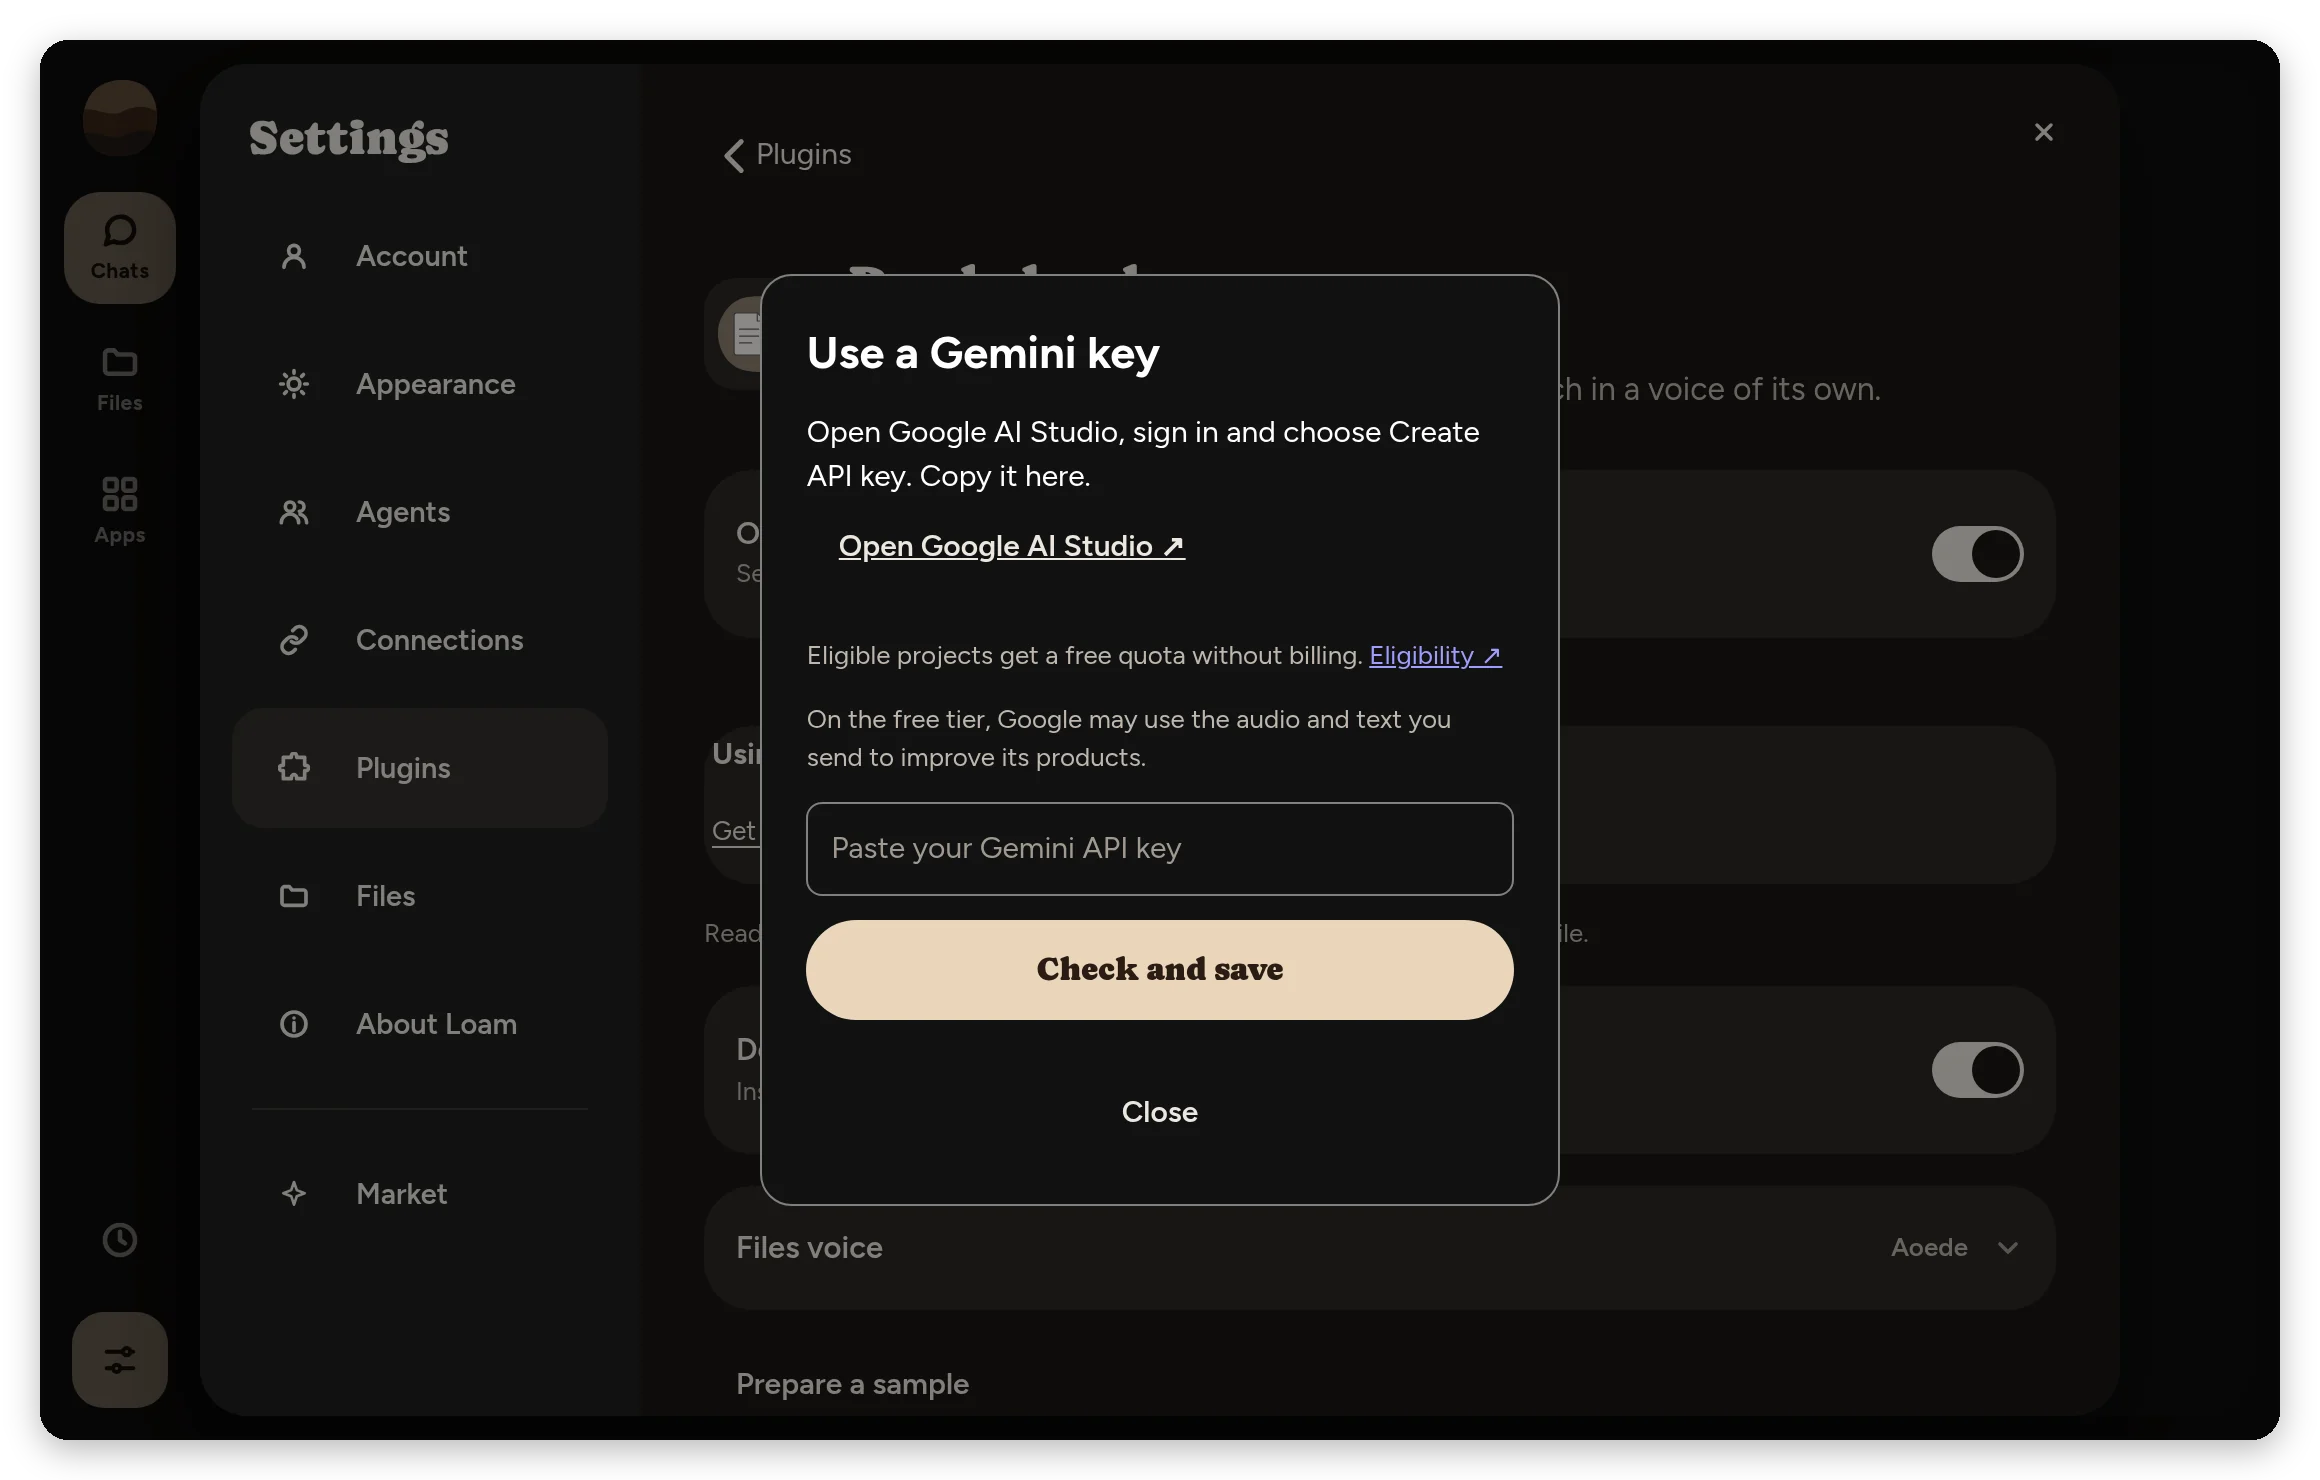 Settings
Chats
Files
Apps
Account
Appearance
Agents
Connections
Plugins
Files
About Loam
Market
Plugins
ch in a voice of its own.
Get
Read
ile.
Files voice
Aoede
Prepare a sample
Use a Gemini key
Open Google AI Studio, sign in and choose Create
API key. Copy it here.
Open Google AI Studio ↗
Eligible projects get a free quota without billing. Eligibility ↗
On the free tier, Google may use the audio and text you
send to improve its products.
Paste your Gemini API key
Check and save
Close